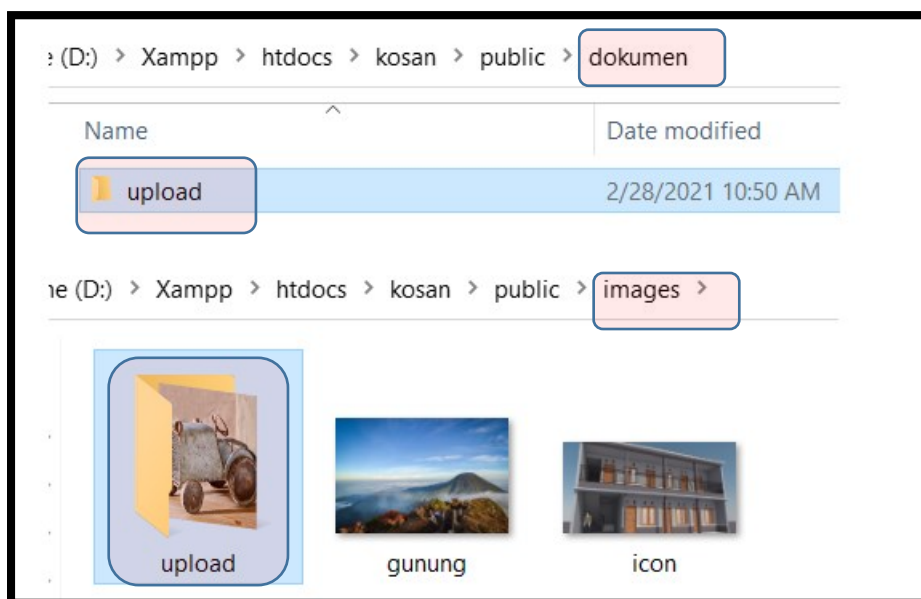 e (D:) > Xampp > htdocs > kosan > public > dokumen
Name Date modified
upload 2/28/2021 10:50 AM
ne (D:) > Xampp > htdocs > kosan > public > images >
upload gunung icon